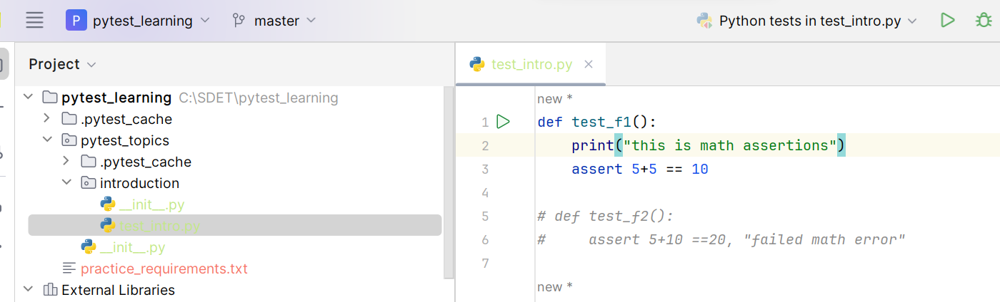 P pytest_learning master Python tests in test_intro.py
Project
test_intro.py
pytest_learning C:\SDET\pytest_learning
.pytest_cache
pytest_topics
.pytest_cache
introduction
__init__.py
test_intro.py
__init__.py
practice_requirements.txt
External Libraries
new *
1 def test_f1():
2 print("this is math assertions")
3 assert 5+5 == 10
4
5 # def test_f2():
6 #     assert 5+10 ==20, "failed math error"
7
new *